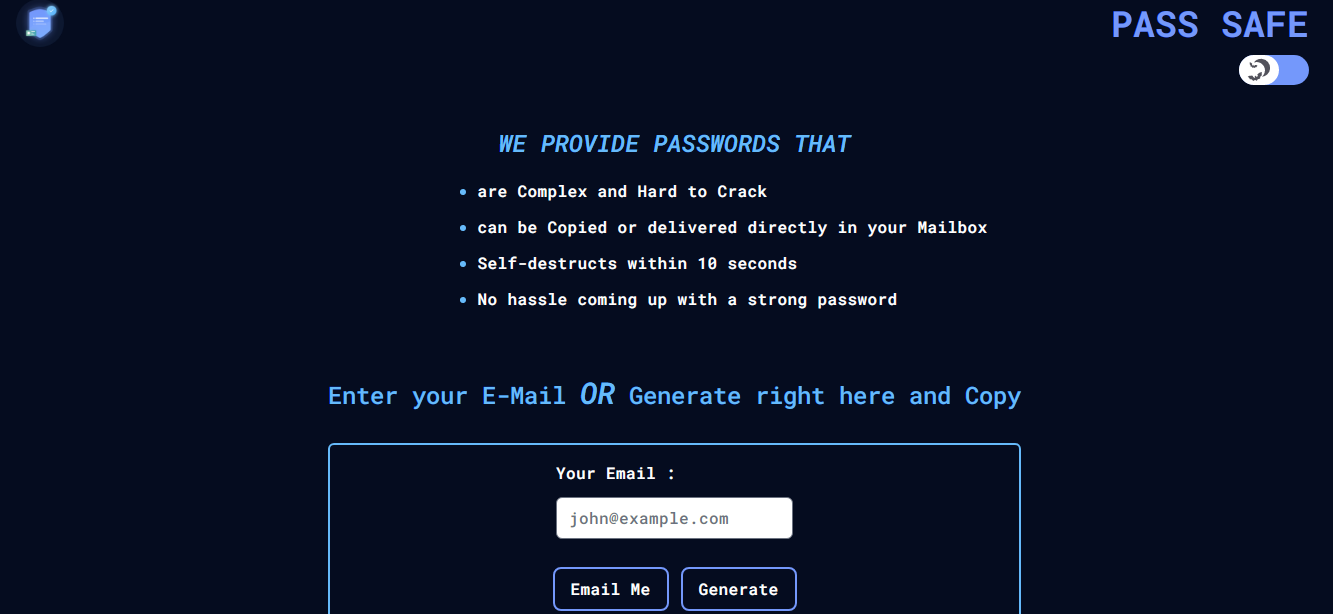 PASS SAFE
WE PROVIDE PASSWORDS THAT
are Complex and Hard to Crack
can be Copied or delivered directly in your Mailbox
Self-destructs within 10 seconds
No hassle coming up with a strong password
Enter your E-Mail OR Generate right here and Copy
Your Email :
john@example.com
Email Me Generate